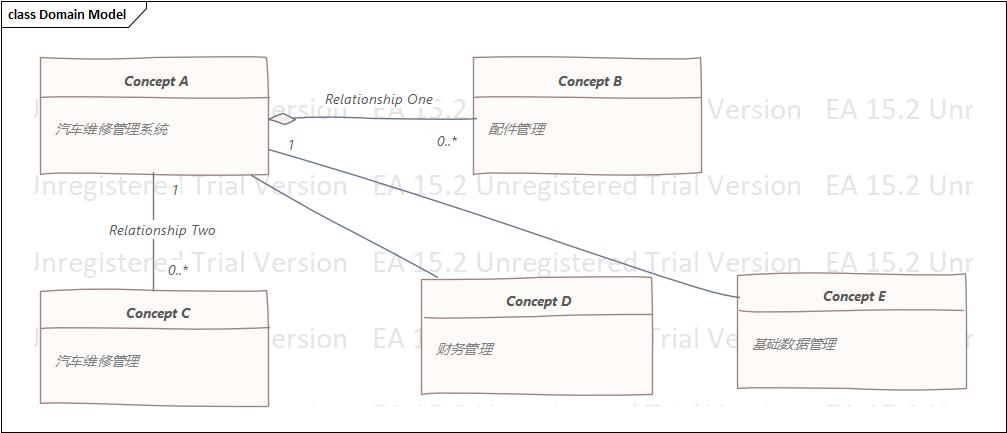 class Domain Model
Concept A
汽车维修管理系统
Relationship One
1
0..*
Concept B
配件管理
1
Relationship Two
0..*
Concept C
汽车维修管理
Concept D
财务管理
Concept E
基础数据管理
Unregistered Trial Version EA 15.2 Unregistered Trial Version EA 15.2 Unr
Unregistered Trial Version EA 15.2 Unregistered Trial Version EA 15.2 Unr
Unregistered Trial Version EA 15.2 Unregistered Trial Version EA 15.2 Unr